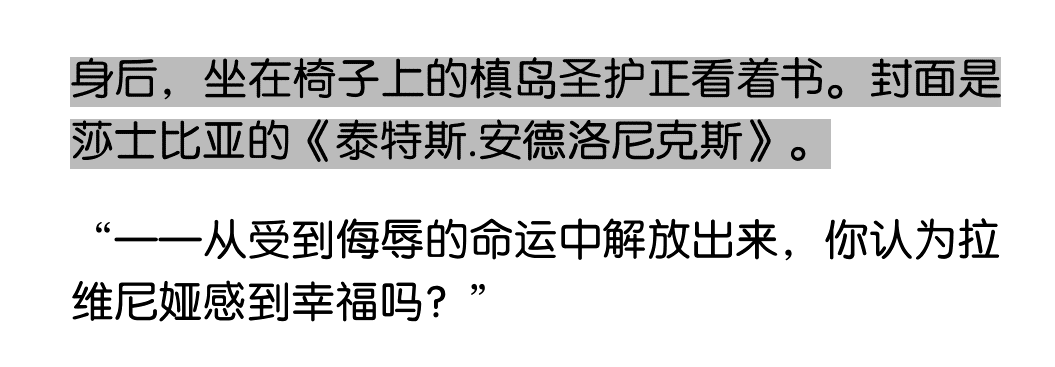 身后，坐在椅子上的槙岛圣护正看着书。封面是
莎士比亚的《泰特斯.安德洛尼克斯》。
“——从受到侮辱的命运中解放出来，你认为拉
维尼娅感到幸福吗？”